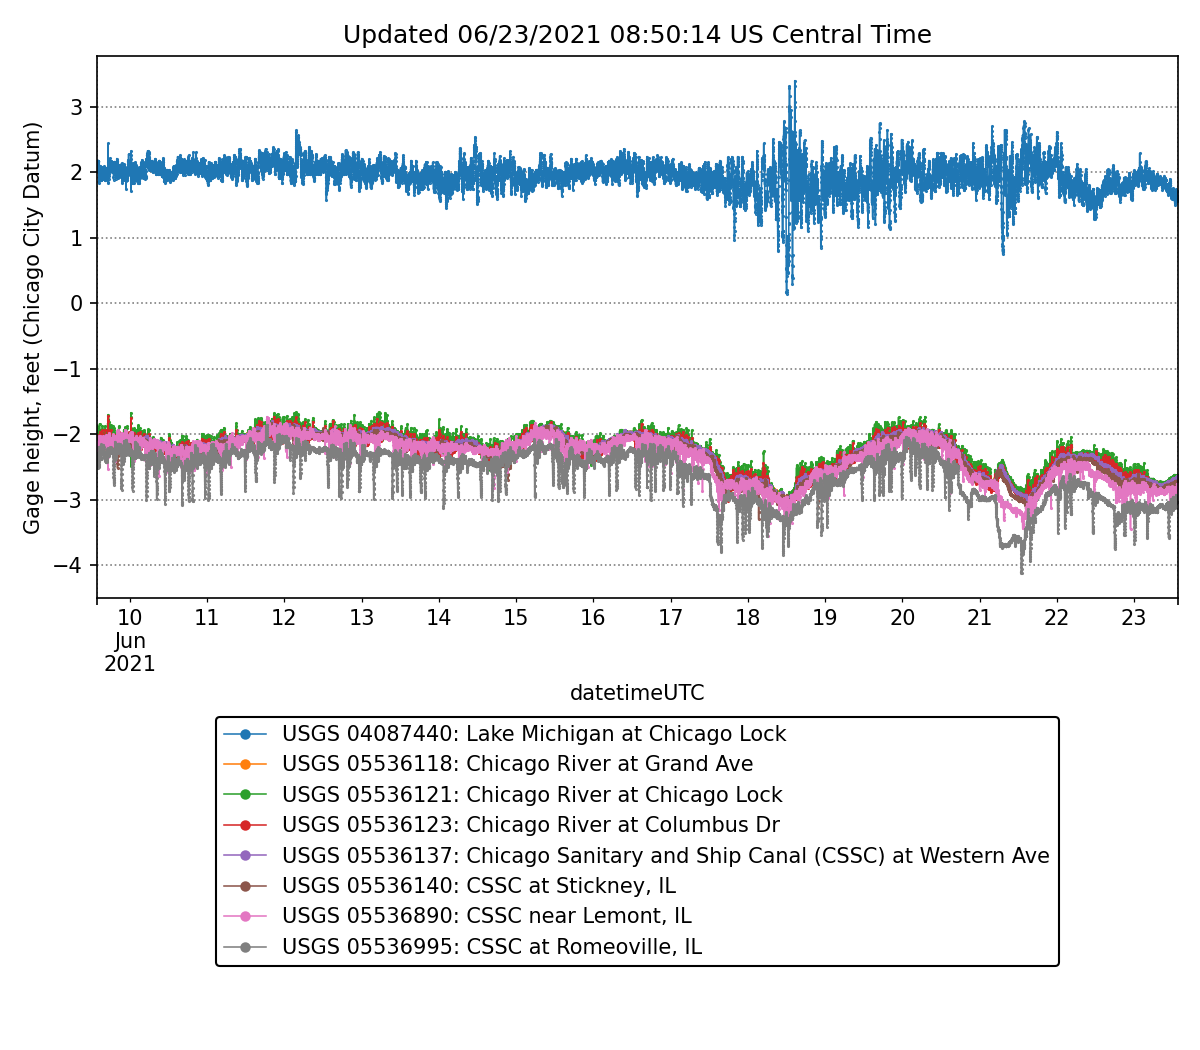 Updated 06/23/2021 08:50:14 US Central Time
Gage height, feet (Chicago City Datum)
3
2
1
0
−1
−2
−3
−4
10 11 12 13 14 15 16 17 18 19 20 21 22 23
Jun
2021
datetimeUTC
USGS 04087440: Lake Michigan at Chicago Lock
USGS 05536118: Chicago River at Grand Ave
USGS 05536121: Chicago River at Chicago Lock
USGS 05536123: Chicago River at Columbus Dr
USGS 05536137: Chicago Sanitary and Ship Canal (CSSC) at Western Ave
USGS 05536140: CSSC at Stickney, IL
USGS 05536890: CSSC near Lemont, IL
USGS 05536995: CSSC at Romeoville, IL